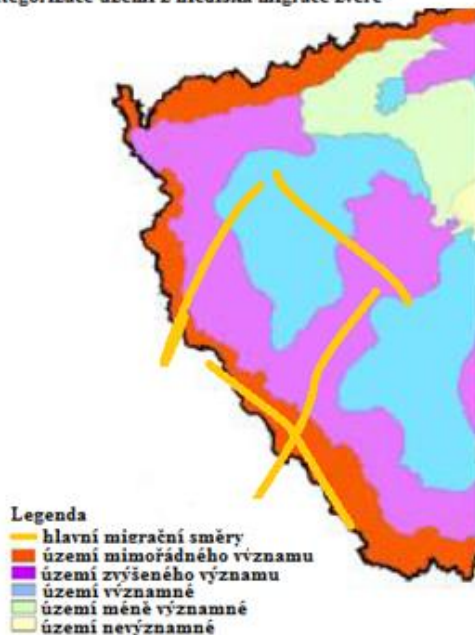 kategorizace území z hlediska migrace zvěře
Legenda
hlavní migrační směry
území mimořádného významu
území zvýšeného významu
území významné
území méně významné
území nevýznamné